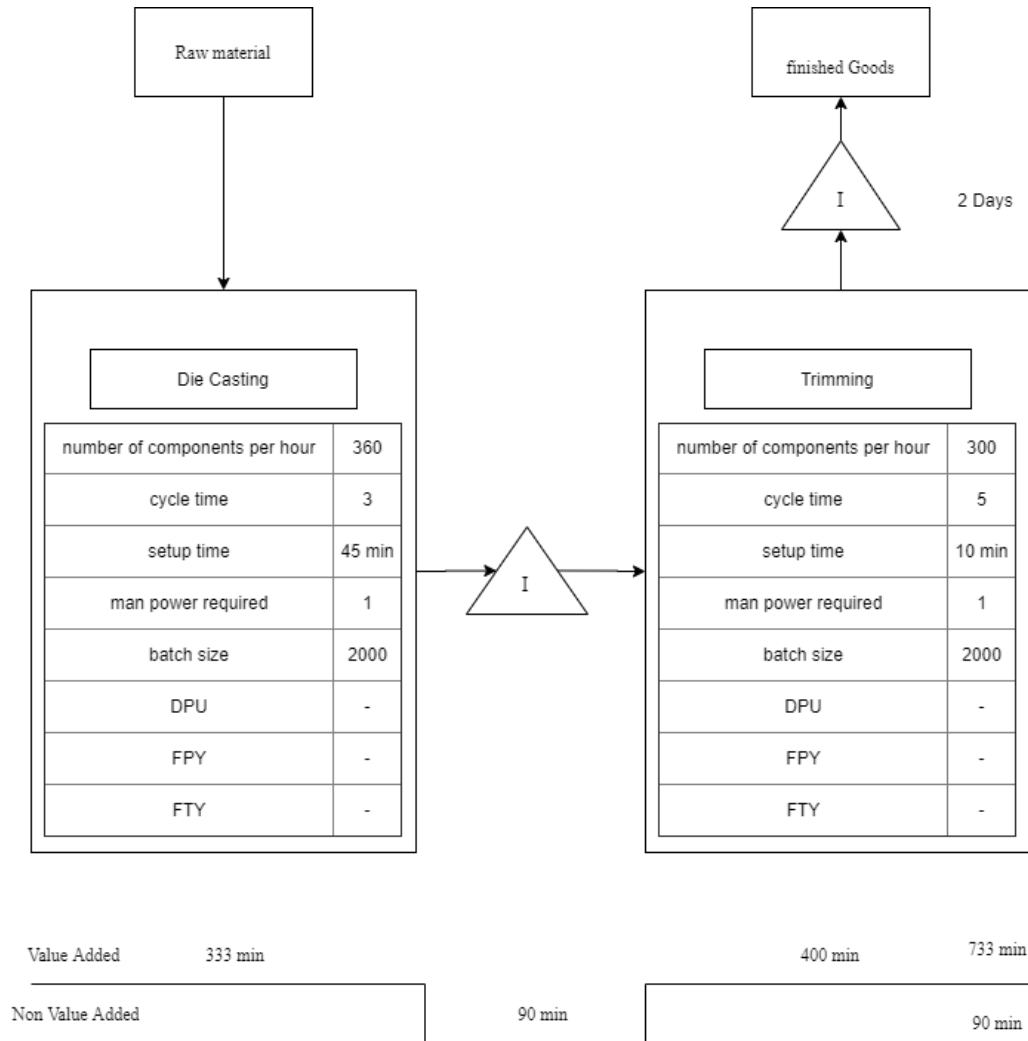 Raw material
finished Goods
I
2 Days
Die Casting
number of components per hour 360
cycle time 3
setup time 45 min
man power required 1
batch size 2000
DPU -
FPY -
FTY -
I
Trimming
number of components per hour 300
cycle time 5
setup time 10 min
man power required 1
batch size 2000
DPU -
FPY -
FTY -
Value Added 333 min 400 min 733 min
Non Value Added 90 min 90 min